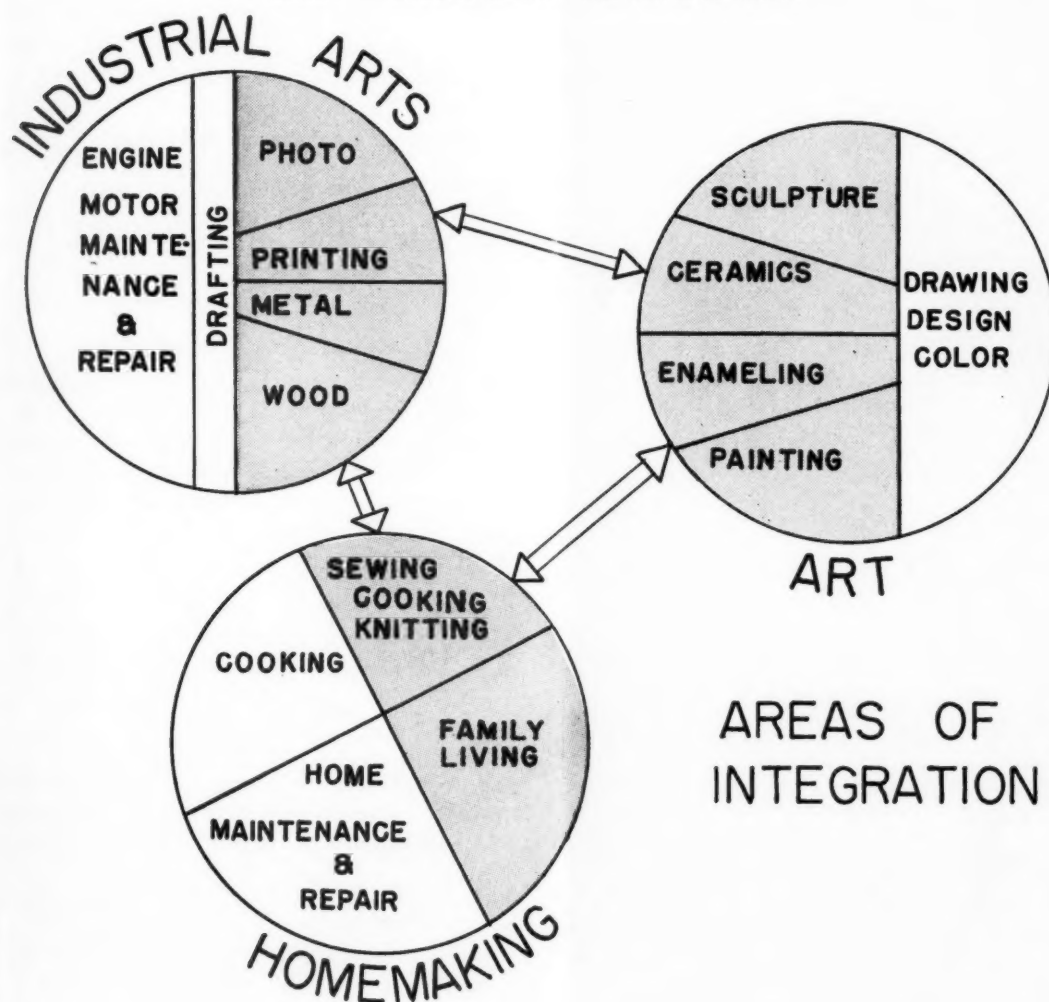 INDUSTRIAL ARTS
ENGINE
MOTOR
MAINTE-
NANCE
&
REPAIR
DRAFTING
PHOTO
PRINTING
METAL
WOOD
SCULPTURE
CERAMICS
ENAMELING
PAINTING
DRAWING
DESIGN
COLOR
ART
SEWING
COOKING
KNITTING
COOKING
FAMILY
LIVING
HOME
MAINTENANCE
&
REPAIR
HOMEMAKING
AREAS OF
INTEGRATION